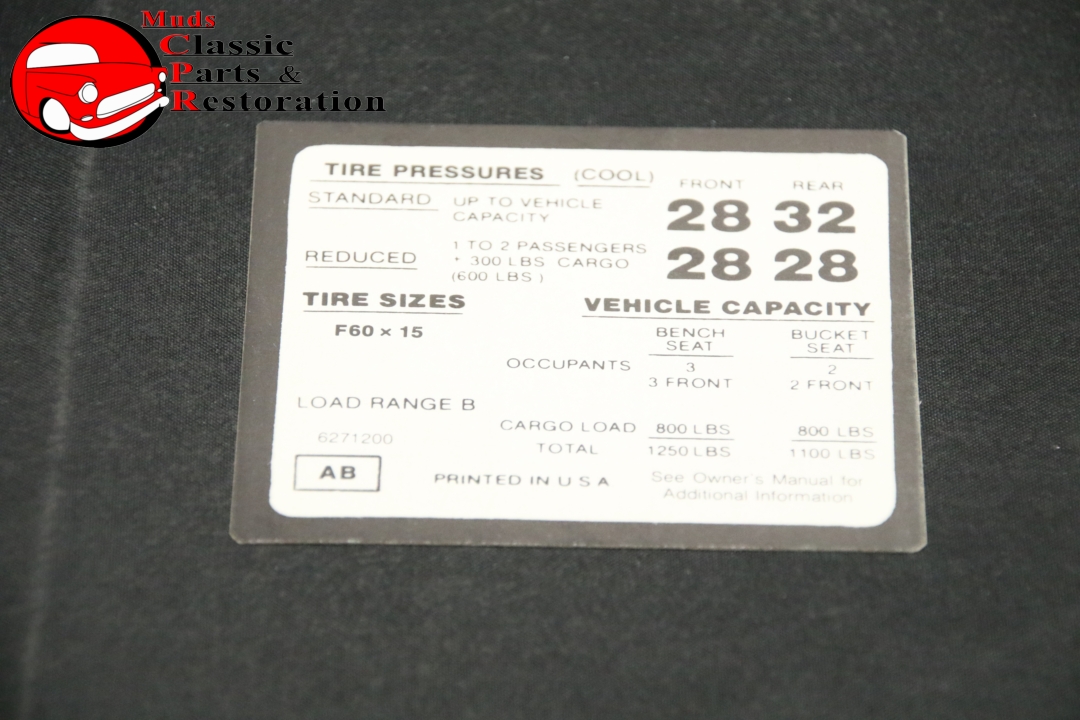 Muds
Classic
Parts &
Restoration
TIRE PRESSURES (COOL) FRONT REAR
STANDARD UP TO VEHICLE CAPACITY 28 32
REDUCED 1 TO 2 PASSENGERS + 300 LBS CARGO (600 LBS) 28 28
TIRE SIZES VEHICLE CAPACITY
F60 × 15 BENCH SEAT BUCKET SEAT
OCCUPANTS 3 2
3 FRONT 2 FRONT
LOAD RANGE B
CARGO LOAD 800 LBS 800 LBS
6271200 TOTAL 1250 LBS 1100 LBS
AB PRINTED IN U S A See Owner's Manual for
Additional Information